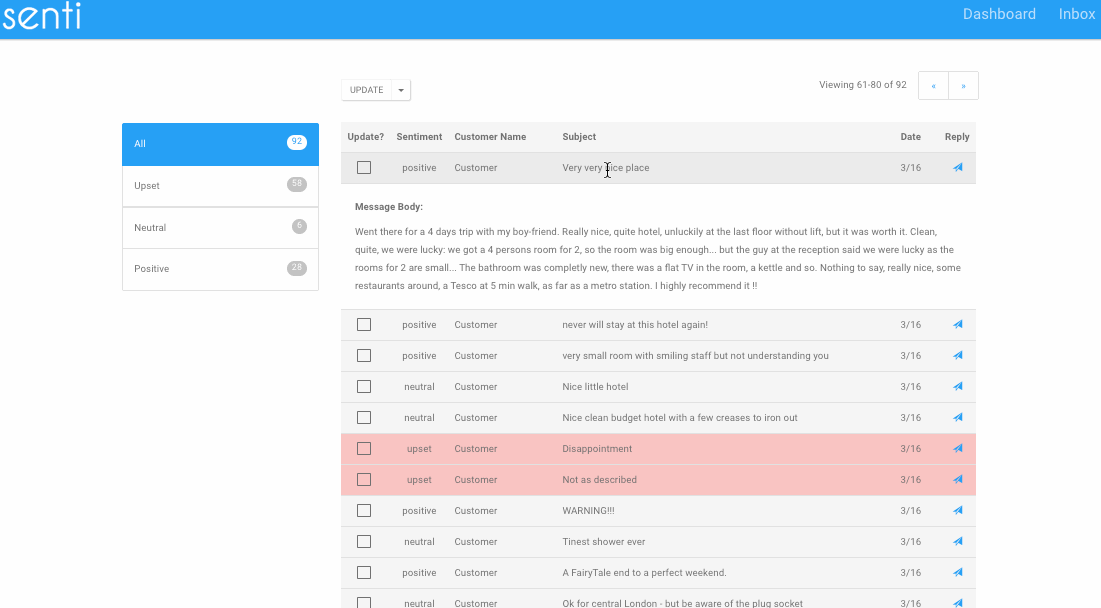 senti
Dashboard Inbox
UPDATE
Viewing 61-80 of 92 « »
All 92
Upset 58
Neutral 6
Positive 28
Update? Sentiment Customer Name Subject Date Reply
positive Customer Very very nice place 3/16
Message Body:
Went there for a 4 days trip with my boy-friend. Really nice, quite hotel, unluckily at the last floor without lift, but it was worth it. Clean,
quite, we were lucky: we got a 4 persons room for 2, so the room was big enough... but the guy at the reception said we were lucky as the
rooms for 2 are small... The bathroom was completly new, there was a flat TV in the room, a kettle and so. Nothing to say, really nice, some
restaurants around, a Tesco at 5 min walk, as far as a metro station. I highly recommend it !!
positive Customer never will stay at this hotel again! 3/16
positive Customer very small room with smiling staff but not understanding you 3/16
neutral Customer Nice little hotel 3/16
neutral Customer Nice clean budget hotel with a few creases to iron out 3/16
upset Customer Disappointment 3/16
upset Customer Not as described 3/16
positive Customer WARNING!!! 3/16
neutral Customer Tinest shower ever 3/16
positive Customer A FairyTale end to a perfect weekend. 3/16
neutral Customer Ok for central London - but be aware of the plug socket 3/16